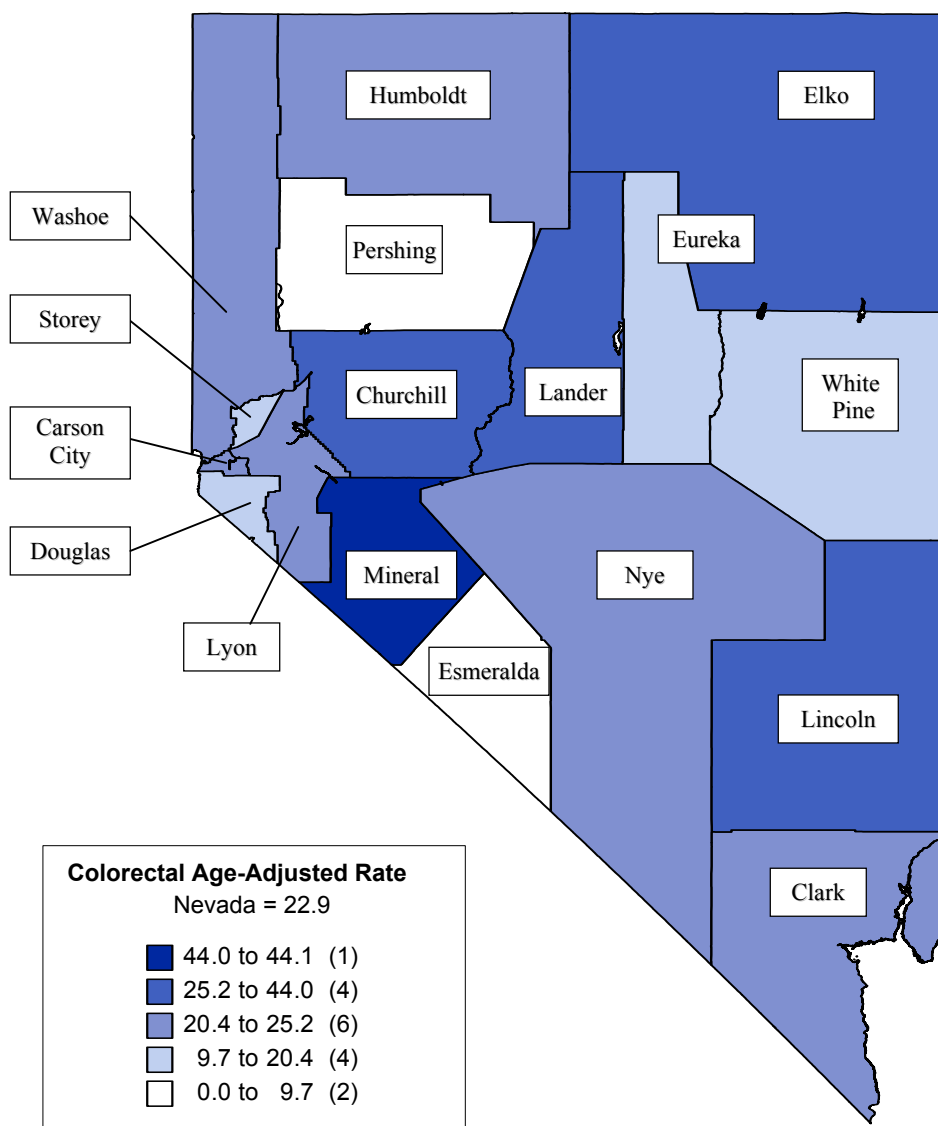 Humboldt
Elko
Washoe
Pershing
Eureka
Storey
Churchill
Lander
White
Pine
Carson
City
Douglas
Mineral
Nye
Lyon
Esmeralda
Lincoln
Clark
Colorectal Age-Adjusted Rate
Nevada = 22.9
44.0 to 44.1 (1)
25.2 to 44.0 (4)
20.4 to 25.2 (6)
9.7 to 20.4 (4)
0.0 to 9.7 (2)